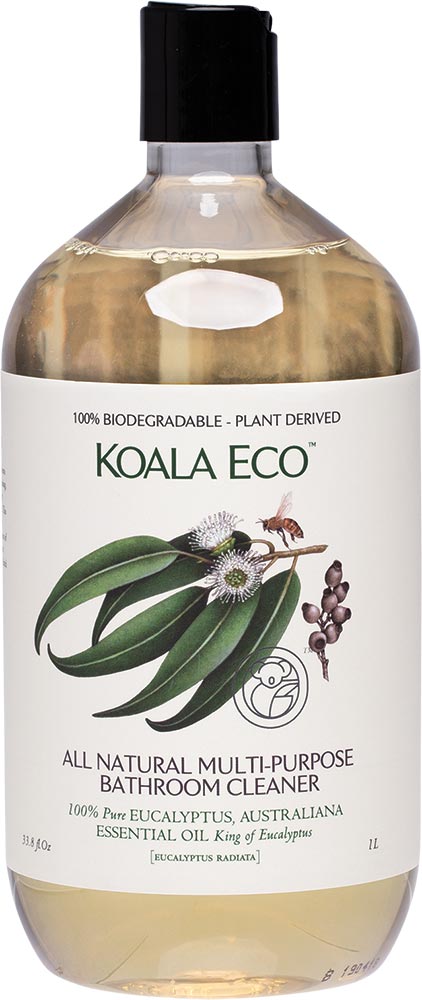 100% BIODEGRADABLE - PLANT DERIVED
KOALA ECO™
TM
ALL NATURAL MULTI-PURPOSE
BATHROOM CLEANER
100% Pure EUCALYPTUS, AUSTRALIANA
ESSENTIAL OIL King of Eucalyptus
33.8 fl.Oz
1L
[EUCALYPTUS RADIATA]